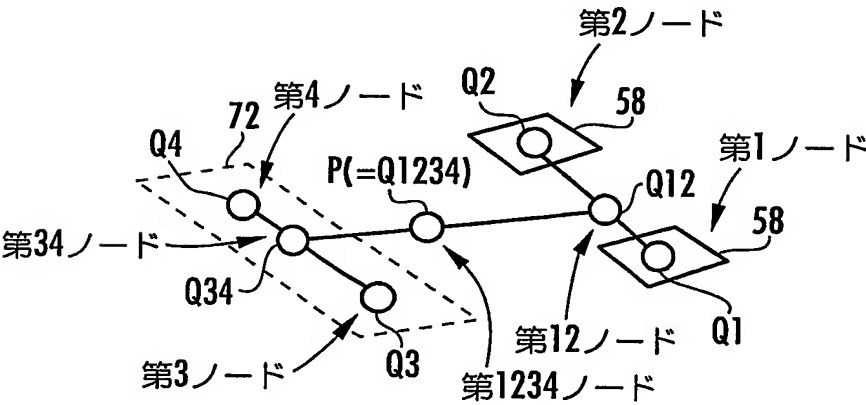 第2ノード
Q2
58
第4ノード
72
第1ノード
Q4
P(=Q1234)
Q12
58
第34ノード
Q34
Q1
第12ノード
Q3
第3ノード
第1234ノード